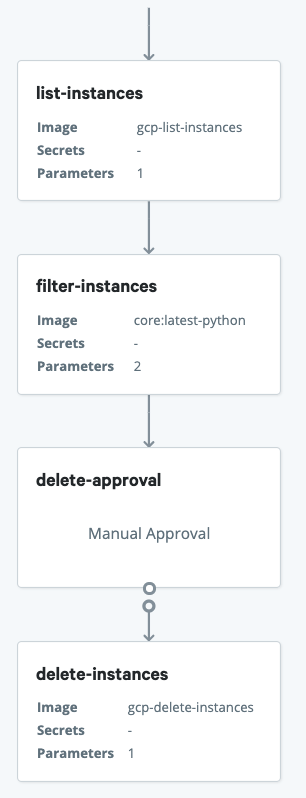 list-instances
Image gcp-list-instances
Secrets -
Parameters 1
filter-instances
Image core:latest-python
Secrets -
Parameters 2
delete-approval
Manual Approval
delete-instances
Image gcp-delete-instances
Secrets -
Parameters 1